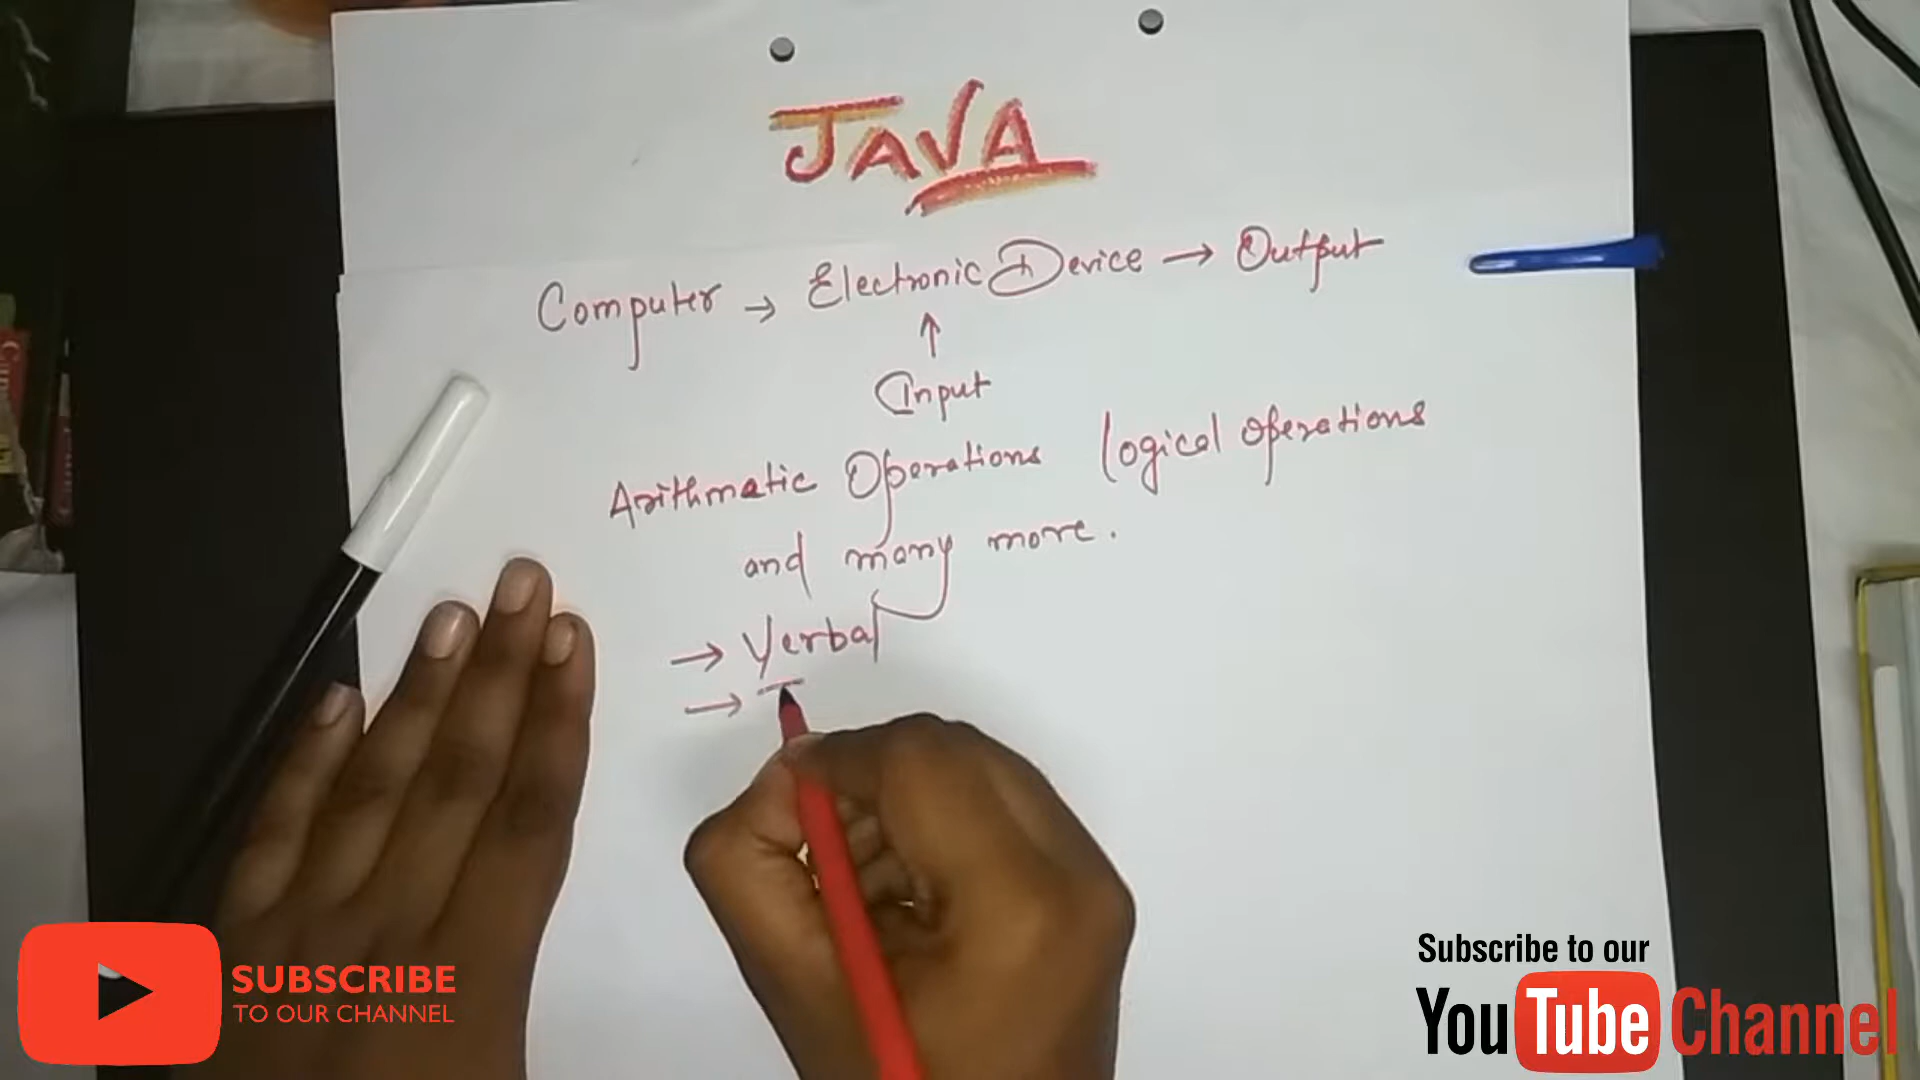 JAVA
Computer → Electronic Device → Output
↑
Input
Arithmatic Operations logical operations
and many more.
→ Verbal
→
SUBSCRIBE
TO OUR CHANNEL
Subscribe to our
YouTube Channel